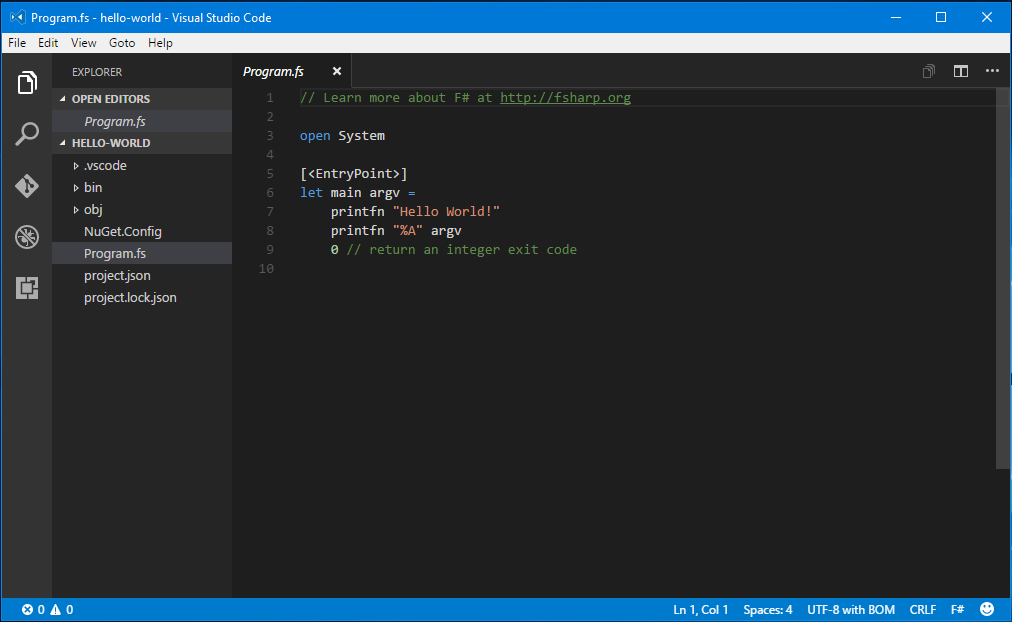 Program.fs - hello-world - Visual Studio Code
File Edit View Goto Help
EXPLORER
OPEN EDITORS
Program.fs
HELLO-WORLD
.vscode
bin
obj
NuGet.Config
Program.fs
project.json
project.lock.json
Program.fs
1 // Learn more about F# at http://fsharp.org
2
3 open System
4
5 [<EntryPoint>]
6 let main argv =
7     printfn "Hello World!"
8     printfn "%A" argv
9     0 // return an integer exit code
10
0 0 Ln 1, Col 1 Spaces: 4 UTF-8 with BOM CRLF F#